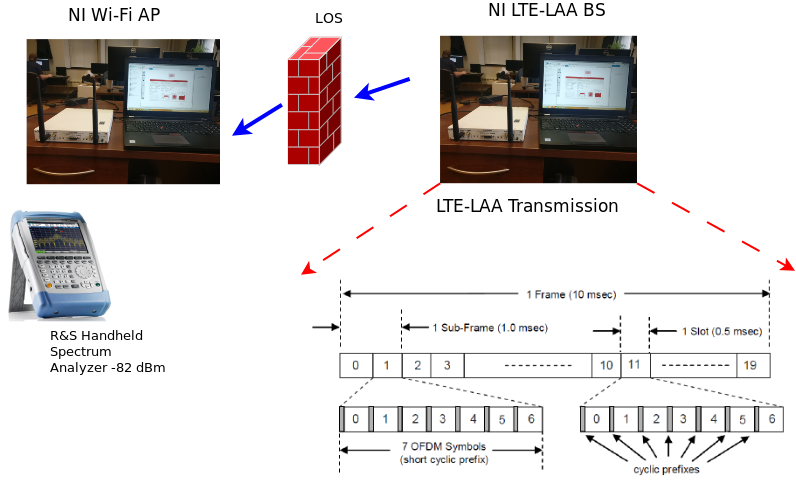 NI Wi-Fi AP
LOS
NI LTE-LAA BS
LTE-LAA Transmission
R&S Handheld
Spectrum
Analyzer -82 dBm
1 Frame (10 msec)
1 Sub-Frame (1.0 msec)
1 Slot (0.5 msec)
0 1 2 3 10 11 19
0 1 2 3 4 5 6
0 1 2 3 4 5 6
7 OFDM Symbols
(short cyclic prefix)
cyclic prefixes